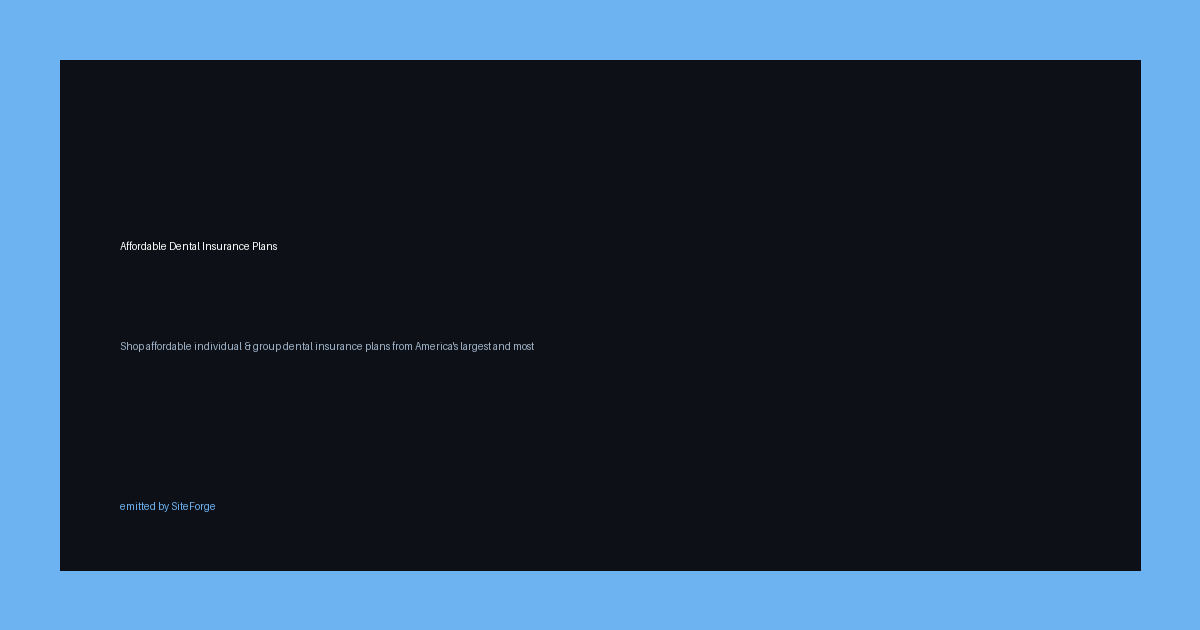 Affordable Dental Insurance Plans
Shop affordable individual & group dental insurance plans from America's largest and most
emitted by SiteForge